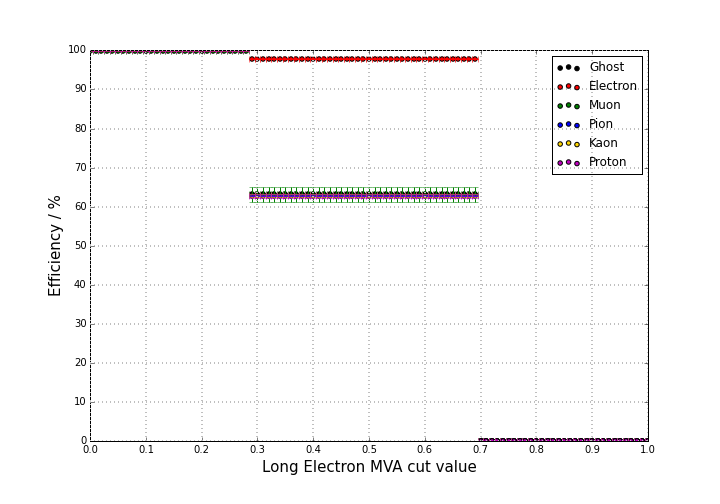 100
90
80
70
60
50
40
30
20
10
0
Efficiency / %
Ghost
Electron
Muon
Pion
Kaon
Proton
0.0 0.1 0.2 0.3 0.4 0.5 0.6 0.7 0.8 0.9 1.0
Long Electron MVA cut value